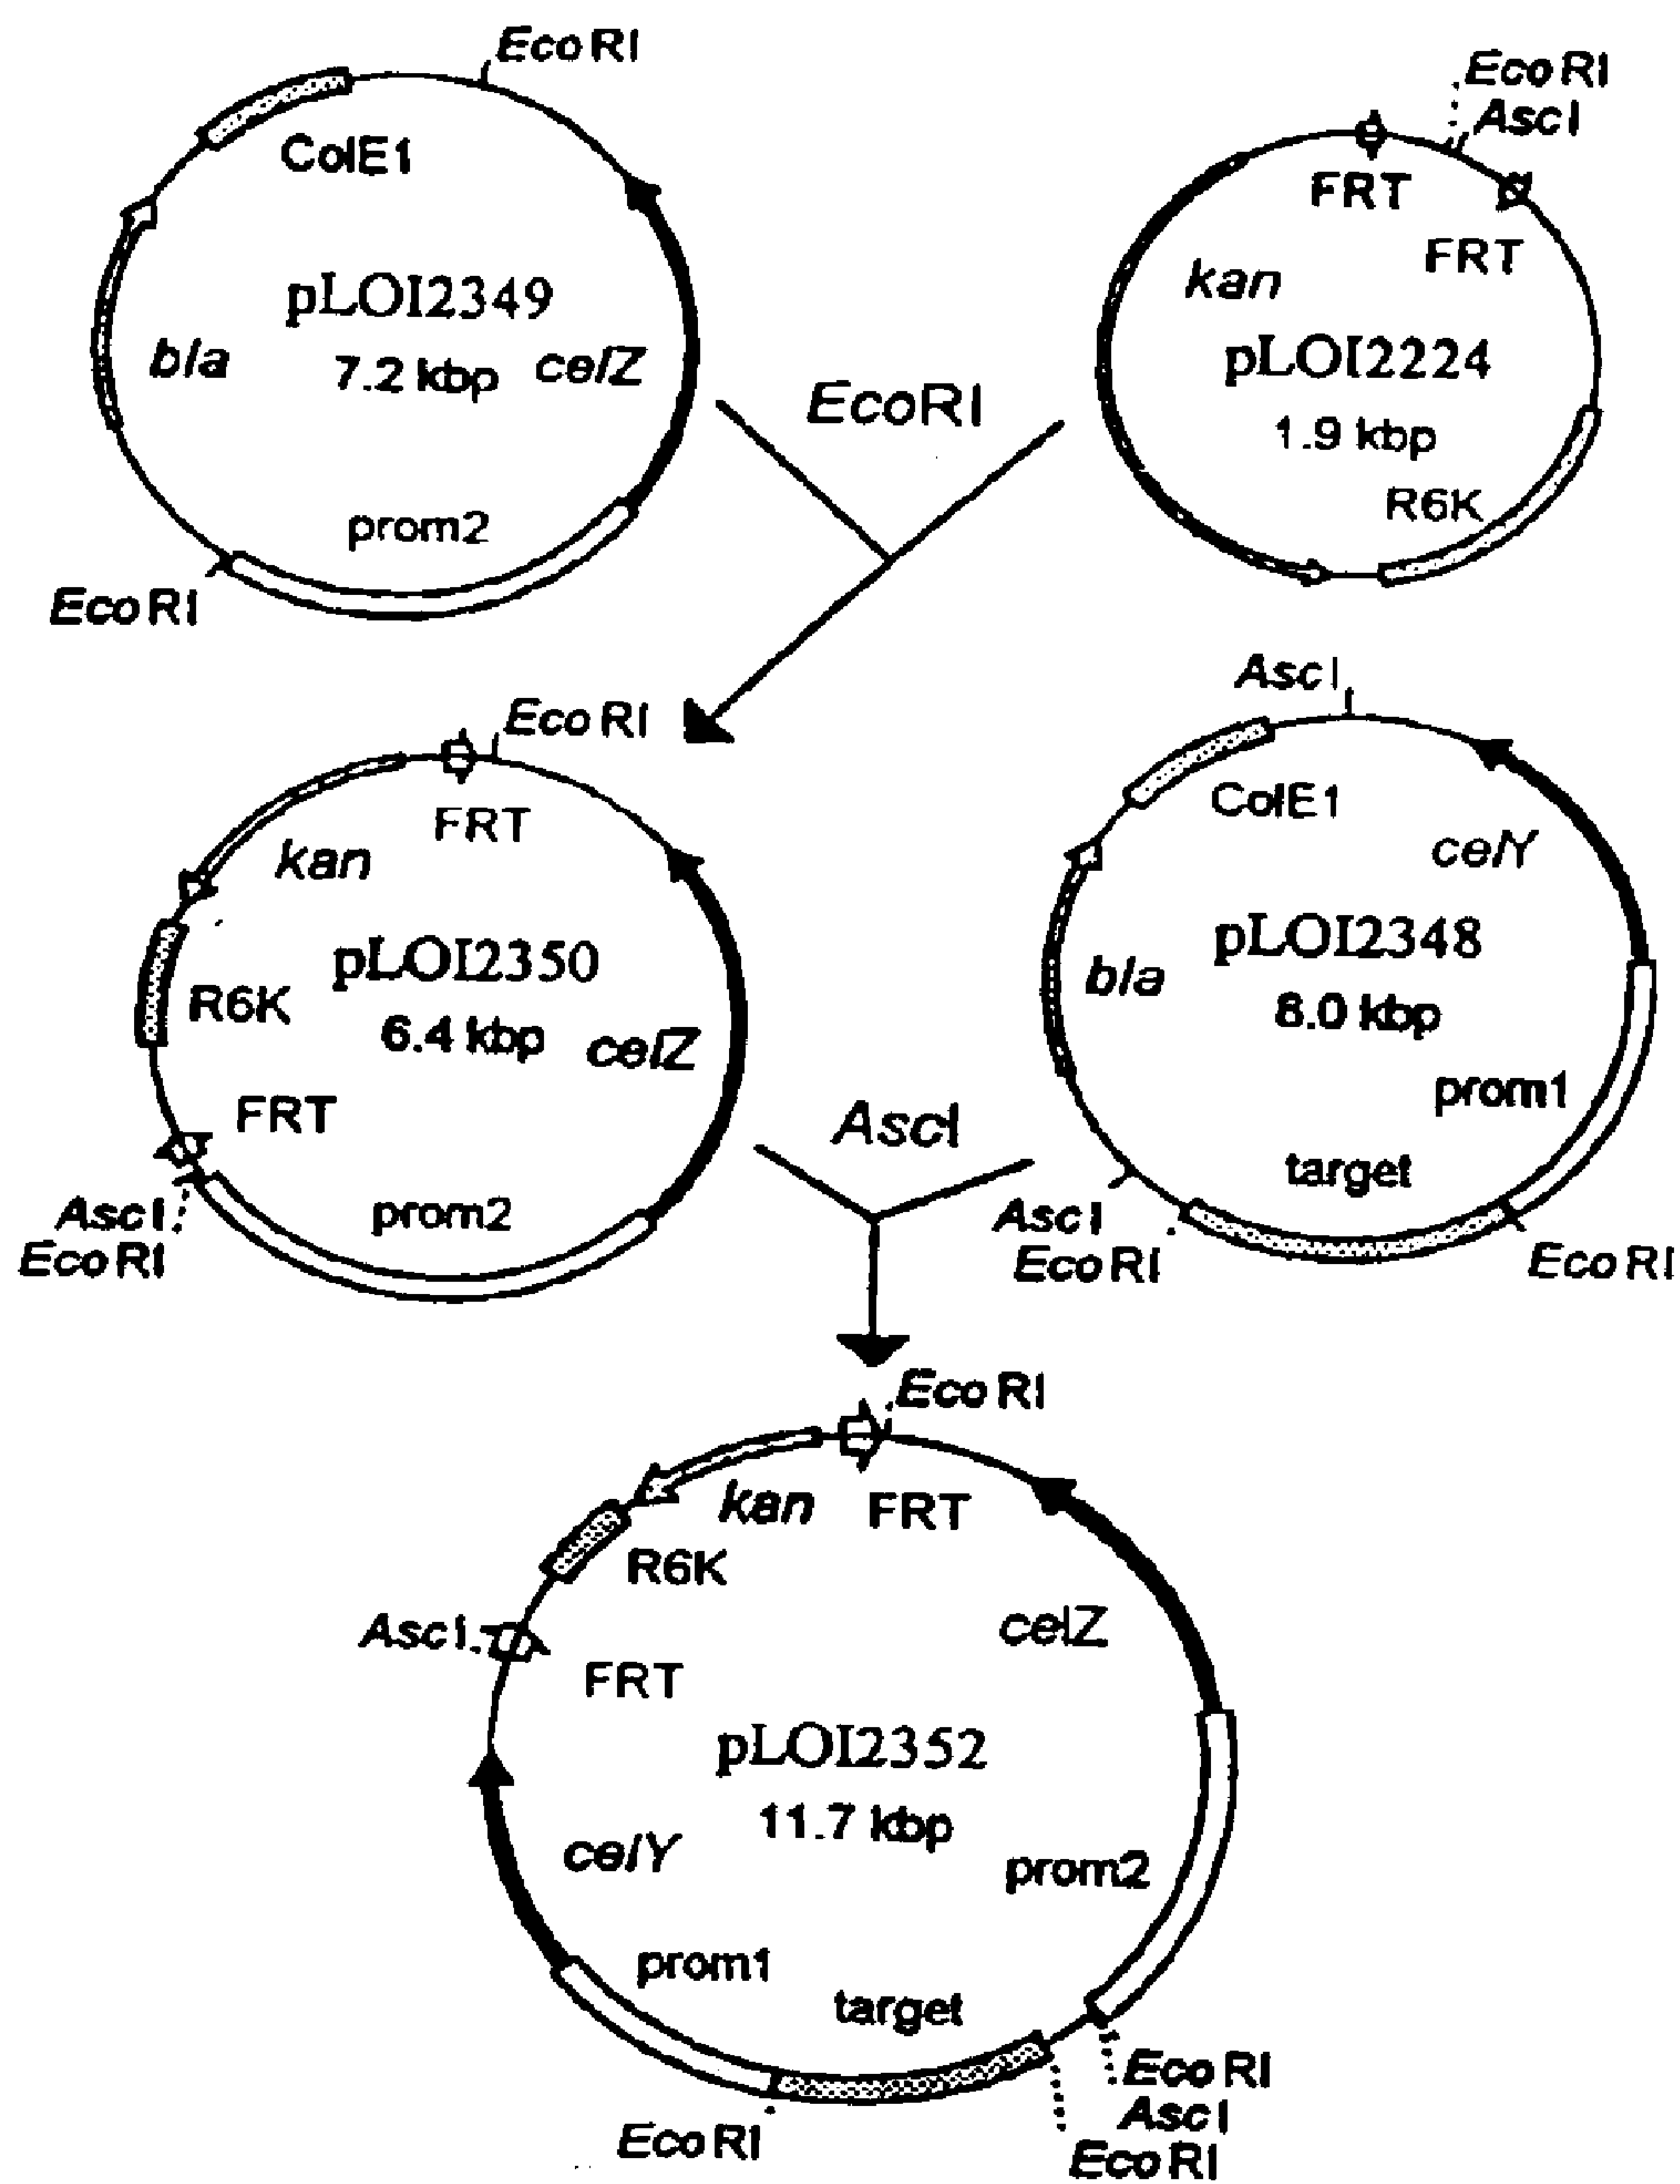 EcoRI
ColE1
bla
pLOI2349
7.2 kbp
celZ
prom2
EcoRI
EcoRI
AscI
FRT
FRT
kan
pLOI2224
1.9 kbp
R6K
EcoRI
EcoRI
FRT
kan
pLOI2350
6.4 kbp
R6K
celZ
FRT
AscI
EcoRI
prom2
AscI
ColE1
celY
pLOI2348
8.0 kbp
bla
prom1
target
AscI
EcoRI
EcoRI
AscI
EcoRI
kan
FRT
R6K
AscI
FRT
celZ
pLOI2352
11.7 kbp
celY
prom2
prom1
target
EcoRI
EcoRI
AscI
EcoRI